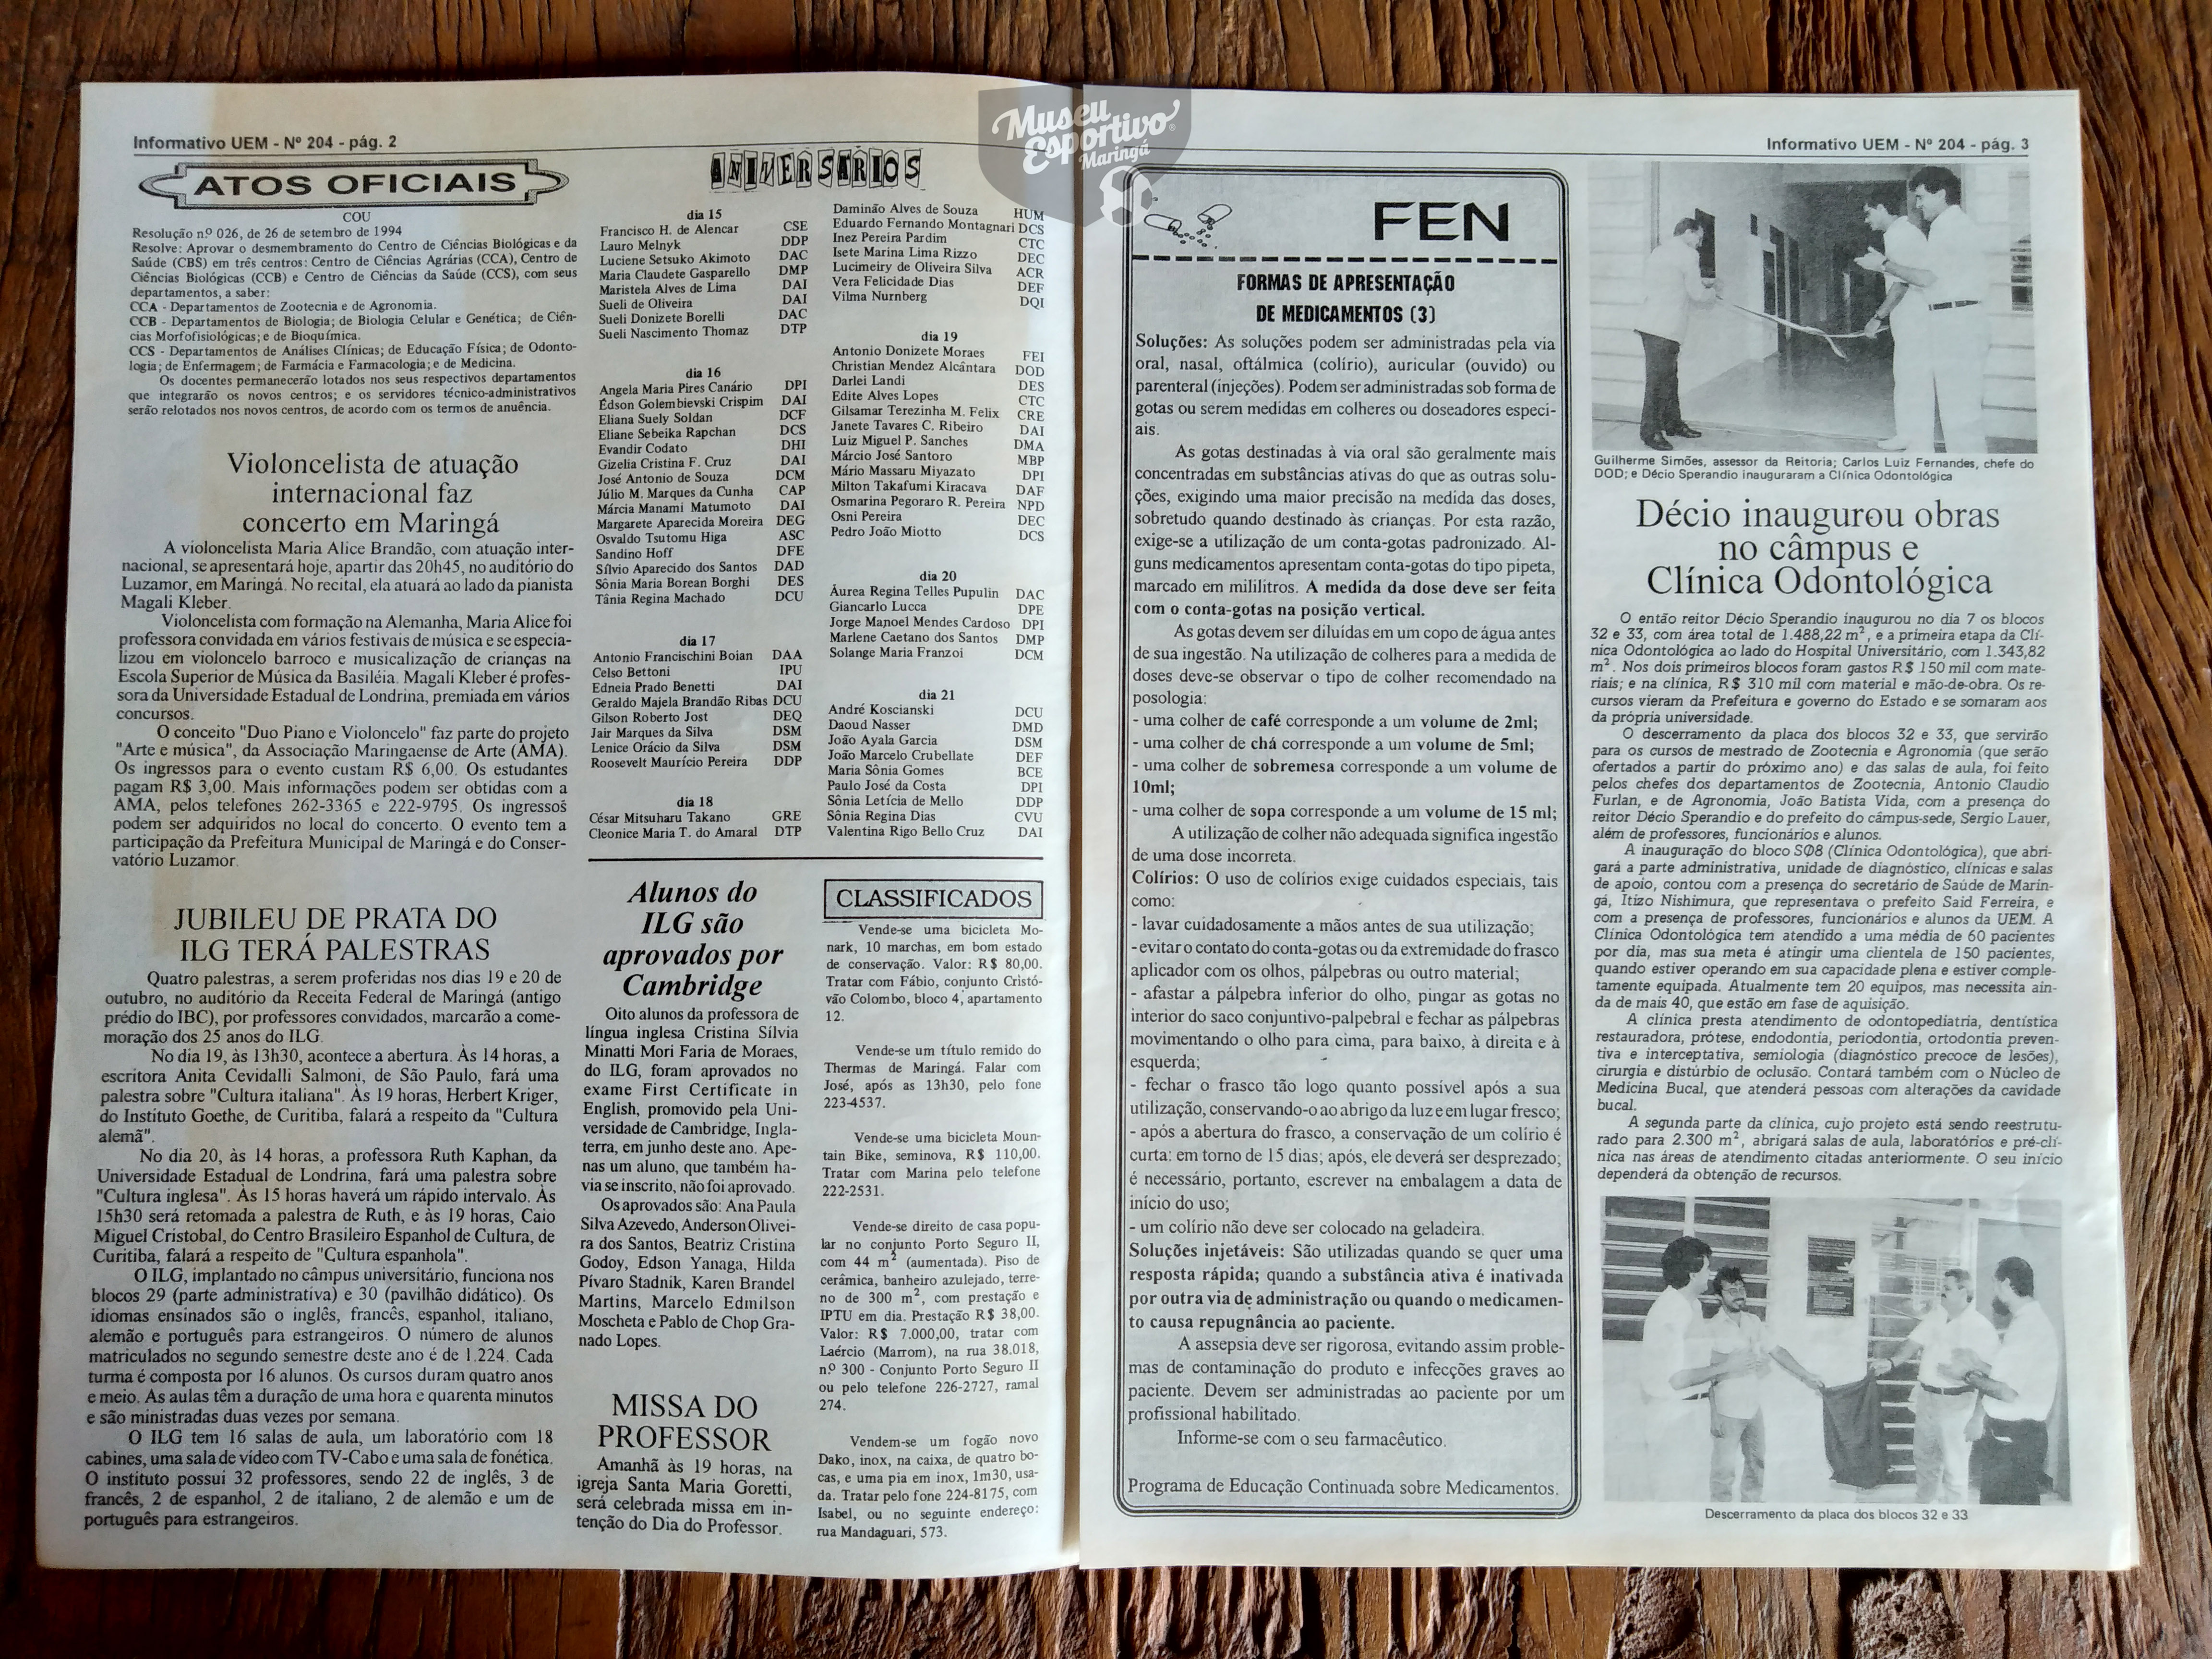 Museu
Esportivo
Maringá
Informativo UEM - Nº 204 - pág. 2
ATOS OFICIAIS
COU
Resolução n.º 026, de 26 de setembro de 1994
Resolve: Aprovar o desmembramento do Centro de Ciências Biológicas e da
Saúde (CBS) em três centros: Centro de Ciências Agrárias (CCA), Centro de
Ciências Biológicas (CCB) e Centro de Ciências da Saúde (CCS), com seus
departamentos, a saber:
CCA - Departamentos de Zootecnia e de Agronomia.
CCB - Departamentos de Biologia; de Biologia Celular e Genética; de Ciên-
cias Morfofisiológicas; e de Bioquímica.
CCS - Departamentos de Análises Clínicas; de Educação Física; de Odonto-
logia; de Enfermagem; de Farmácia e Farmacologia; e de Medicina.
Os docentes permanecerão lotados nos seus respectivos departamentos
que integrarão os novos centros; e os servidores técnico-administrativos
serão relotados nos novos centros, de acordo com os termos de anuência.
Violoncelista de atuação
internacional faz
concerto em Maringá
A violoncelista Maria Alice Brandão, com atuação inter-
nacional, se apresentará hoje, apartir das 20h45, no auditório do
Luzamor, em Maringá. No recital, ela atuará ao lado da pianista
Magali Kleber.
Violoncelista com formação na Alemanha, Maria Alice foi
professora convidada em vários festivais de música e se especia-
lizou em violoncelo barroco e musicalização de crianças na
Escola Superior de Música da Basiléia. Magali Kleber é profes-
sora da Universidade Estadual de Londrina, premiada em vários
concursos.
O conceito "Duo Piano e Violoncelo" faz parte do projeto
"Arte e música", da Associação Maringaense de Arte (AMA).
Os ingressos para o evento custam R$ 6,00. Os estudantes
pagam R$ 3,00. Mais informações podem ser obtidas com a
AMA, pelos telefones 262-3365 e 222-9795. Os ingressos
podem ser adquiridos no local do concerto. O evento tem a
participação da Prefeitura Municipal de Maringá e do Conser-
vatório Luzamor.
JUBILEU DE PRATA DO
ILG TERÁ PALESTRAS
Quatro palestras, a serem proferidas nos dias 19 e 20 de
outubro, no auditório da Receita Federal de Maringá (antigo
prédio do IBC), por professores convidados, marcarão a come-
moração dos 25 anos do ILG.
No dia 19, às 13h30, acontece a abertura. Às 14 horas, a
escritora Anita Cevidalli Salmoni, de São Paulo, fará uma
palestra sobre "Cultura italiana". Às 19 horas, Herbert Kriger,
do Instituto Goethe, de Curitiba, falará a respeito da "Cultura
alemã".
No dia 20, às 14 horas, a professora Ruth Kaphan, da
Universidade Estadual de Londrina, fará uma palestra sobre
"Cultura inglesa". Às 15 horas haverá um rápido intervalo. Às
15h30 será retomada a palestra de Ruth, e às 19 horas, Caio
Miguel Cristobal, do Centro Brasileiro Espanhol de Cultura, de
Curitiba, falará a respeito de "Cultura espanhola".
O ILG, implantado no câmpus universitário, funciona nos
blocos 29 (parte administrativa) e 30 (pavilhão didático). Os
idiomas ensinados são o inglês, francês, espanhol, italiano,
alemão e português para estrangeiros. O número de alunos
matriculados no segundo semestre deste ano é de 1.224. Cada
turma é composta por 16 alunos. Os cursos duram quatro anos
e meio. As aulas têm a duração de uma hora e quarenta minutos
e são ministradas duas vezes por semana.
O ILG tem 16 salas de aula, um laboratório com 18
cabines, uma sala de vídeo com TV-Cabo e uma sala de fonética.
O instituto possui 32 professores, sendo 22 de inglês, 3 de
francês, 2 de espanhol, 2 de italiano, 2 de alemão e um de
português para estrangeiros.
ANIVERSÁRIOS
dia 15
Francisco H. de Alencar CSE
Lauro Melnyk DDP
Luciene Setsuko Akimoto DAC
Maria Claudete Gasparello DMP
Maristela Alves de Lima DAI
Sueli de Oliveira DAI
Sueli Donizete Borelli DAC
Sueli Nascimento Thomaz DTP
dia 16
Angela Maria Pires Canário DPI
Édson Golembievski Crispim DAI
Eliana Suely Soldan DCF
Eliane Sebeika Rapchan DCS
Evandir Codato DHI
Gizelia Cristina F. Cruz DAI
José Antonio de Souza DCM
Júlio M. Marques da Cunha CAP
Márcia Manami Matumoto DAI
Margarete Aparecida Moreira DEG
Osvaldo Tsutomu Higa ASC
Sandino Hoff DFE
Sílvio Aparecido dos Santos DAD
Sônia Maria Borean Borghi DES
Tânia Regina Machado DCU
dia 17
Antonio Francischini Boian DAA
Celso Bettoni IPU
Edneia Prado Benetti DAI
Geraldo Majela Brandão Ribas DCU
Gilson Roberto Jost DEQ
Jair Marques da Silva DSM
Lenice Orácio da Silva DSM
Roosevelt Maurício Pereira DDP
dia 18
César Mitsuharu Takano GRE
Cleonice Maria T. do Amaral DTP
Daminão Alves de Souza HUM
Eduardo Fernando Montagnari DCS
Inez Pereira Pardim CTC
Isete Marina Lima Rizzo DEC
Lucimeiry de Oliveira Silva ACR
Vera Felicidade Dias DEF
Vilma Nurnberg DQI
dia 19
Antonio Donizete Moraes FEI
Christian Mendez Alcântara DOD
Darlei Landi DES
Edite Alves Lopes CTC
Gilsamar Terezinha M. Felix CRE
Janete Tavares C. Ribeiro DAI
Luiz Miguel P. Sanches DMA
Márcio José Santoro MBP
Mário Massaru Miyazato DPI
Milton Takafumi Kiracava DAF
Osmarina Pegoraro R. Pereira NPD
Osni Pereira DEC
Pedro João Miotto DCS
dia 20
Áurea Regina Telles Pupulin DAC
Giancarlo Lucca DPE
Jorge Manoel Mendes Cardoso DPI
Marlene Caetano dos Santos DMP
Solange Maria Franzoi DCM
dia 21
André Koscianski DCU
Daoud Nasser DMD
João Ayala Garcia DSM
João Marcelo Crubellate DEF
Maria Sônia Gomes BCE
Paulo José da Costa DPI
Sônia Letícia de Mello DDP
Sônia Regina Dias CVU
Valentina Rigo Bello Cruz DAI
Alunos do
ILG são
aprovados por
Cambridge
Oito alunos da professora de
língua inglesa Cristina Sílvia
Minatti Mori Faria de Moraes,
do ILG, foram aprovados no
exame First Certificate in
English, promovido pela Uni-
versidade de Cambridge, Ingla-
terra, em junho deste ano. Ape-
nas um aluno, que também ha-
via se inscrito, não foi aprovado.
Os aprovados são: Ana Paula
Silva Azevedo, Anderson Olivei-
ra dos Santos, Beatriz Cristina
Godoy, Edson Yanaga, Hilda
Pívaro Stadnik, Karen Brandel
Martins, Marcelo Edmilson
Moscheta e Pablo de Chop Gra-
nado Lopes.
MISSA DO
PROFESSOR
Amanhã às 19 horas, na
igreja Santa Maria Goretti,
será celebrada missa em in-
tenção do Dia do Professor.
CLASSIFICADOS
Vende-se uma bicicleta Mo-
nark, 10 marchas, em bom estado
de conservação. Valor: R$ 80,00.
Tratar com Fábio, conjunto Cristó-
vão Colombo, bloco 4, apartamento
12.
Vende-se um título remido do
Thermas de Maringá. Falar com
José, após as 13h30, pelo fone
223-4537.
Vende-se uma bicicleta Moun-
tain Bike, seminova, R$ 110,00.
Tratar com Marina pelo telefone
222-2531.
Vende-se direito de casa popu-
lar no conjunto Porto Seguro II,
com 44 m² (aumentada). Piso de
cerâmica, banheiro azulejado, terre-
no de 300 m², com prestação e
IPTU em dia. Prestação R$ 38,00.
Valor: R$ 7.000,00, tratar com
Laércio (Marrom), na rua 38.018,
n.º 300 - Conjunto Porto Seguro II
ou pelo telefone 226-2727, ramal
274.
Vendem-se um fogão novo
Dako, inox, na caixa, de quatro bo-
cas, e uma pia em inox, 1m30, usa-
da. Tratar pelo fone 224-8175, com
Isabel, ou no seguinte endereço:
rua Mandaguari, 573.
Informativo UEM - Nº 204 - pág. 3
FEN
FORMAS DE APRESENTAÇÃO
DE MEDICAMENTOS (3)
Soluções: As soluções podem ser administradas pela via
oral, nasal, oftálmica (colírio), auricular (ouvido) ou
parenteral (injeções). Podem ser administradas sob forma de
gotas ou serem medidas em colheres ou doseadores especi-
ais.
As gotas destinadas à via oral são geralmente mais
concentradas em substâncias ativas do que as outras solu-
ções, exigindo uma maior precisão na medida das doses,
sobretudo quando destinado às crianças. Por esta razão,
exige-se a utilização de um conta-gotas padronizado. Al-
guns medicamentos apresentam conta-gotas do tipo pipeta,
marcado em mililitros. A medida da dose deve ser feita
com o conta-gotas na posição vertical.
As gotas devem ser diluídas em um copo de água antes
de sua ingestão. Na utilização de colheres para a medida de
doses deve-se observar o tipo de colher recomendado na
posologia:
- uma colher de café corresponde a um volume de 2ml;
- uma colher de chá corresponde a um volume de 5ml;
- uma colher de sobremesa corresponde a um volume de
10ml;
- uma colher de sopa corresponde a um volume de 15 ml;
A utilização de colher não adequada significa ingestão
de uma dose incorreta.
Colírios: O uso de colírios exige cuidados especiais, tais
como:
- lavar cuidadosamente a mãos antes de sua utilização;
- evitar o contato do conta-gotas ou da extremidade do frasco
aplicador com os olhos, pálpebras ou outro material;
- afastar a pálpebra inferior do olho, pingar as gotas no
interior do saco conjuntivo-palpebral e fechar as pálpebras
movimentando o olho para cima, para baixo, à direita e à
esquerda;
- fechar o frasco tão logo quanto possível após a sua
utilização, conservando-o ao abrigo da luz e em lugar fresco;
- após a abertura do frasco, a conservação de um colírio é
curta: em torno de 15 dias; após, ele deverá ser desprezado;
é necessário, portanto, escrever na embalagem a data de
início do uso;
- um colírio não deve ser colocado na geladeira.
Soluções injetáveis: São utilizadas quando se quer uma
resposta rápida; quando a substância ativa é inativada
por outra via de administração ou quando o medicamen-
to causa repugnância ao paciente.
A assepsia deve ser rigorosa, evitando assim proble-
mas de contaminação do produto e infecções graves ao
paciente. Devem ser administradas ao paciente por um
profissional habilitado.
Informe-se com o seu farmacêutico.
Programa de Educação Continuada sobre Medicamentos.
Guilherme Simões, assessor da Reitoria; Carlos Luiz Fernandes, chefe do
DOD; e Décio Sperandio inauguraram a Clínica Odontológica
Décio inaugurou obras
no câmpus e
Clínica Odontológica
O então reitor Décio Sperandio inaugurou no dia 7 os blocos
32 e 33, com área total de 1.488,22 m², e a primeira etapa da Clí-
nica Odontológica ao lado do Hospital Universitário, com 1.343,82
m². Nos dois primeiros blocos foram gastos R$ 150 mil com mate-
riais; e na clínica, R$ 310 mil com material e mão-de-obra. Os re-
cursos vieram da Prefeitura e governo do Estado e se somaram aos
da própria universidade.
O descerramento da placa dos blocos 32 e 33, que servirão
para os cursos de mestrado de Zootecnia e Agronomia (que serão
ofertados a partir do próximo ano) e das salas de aula, foi feito
pelos chefes dos departamentos de Zootecnia, Antonio Claudio
Furlan, e de Agronomia, João Batista Vida, com a presença do
reitor Décio Sperandio e do prefeito do câmpus-sede, Sergio Lauer,
além de professores, funcionários e alunos.
A inauguração do bloco SØ8 (Clínica Odontológica), que abri-
gará a parte administrativa, unidade de diagnóstico, clínicas e salas
de apoio, contou com a presença do secretário de Saúde de Marin-
gá, Itizo Nishimura, que representava o prefeito Said Ferreira, e
com a presença de professores, funcionários e alunos da UEM. A
Clínica Odontológica tem atendido a uma média de 60 pacientes
por dia, mas sua meta é atingir uma clientela de 150 pacientes,
quando estiver operando em sua capacidade plena e estiver comple-
tamente equipada. Atualmente tem 20 equipos, mas necessita ain-
da de mais 40, que estão em fase de aquisição.
A clínica presta atendimento de odontopediatria, dentística
restauradora, prótese, endodontia, periodontia, ortodontia preven-
tiva e interceptativa, semiologia (diagnóstico precoce de lesões),
cirurgia e distúrbio de oclusão. Contará também com o Núcleo de
Medicina Bucal, que atenderá pessoas com alterações da cavidade
bucal.
A segunda parte da clínica, cujo projeto está sendo reestrutu-
rado para 2.300 m², abrigará salas de aula, laboratórios e pré-clí-
nica nas áreas de atendimento citadas anteriormente. O seu início
dependerá da obtenção de recursos.
Descerramento da placa dos blocos 32 e 33